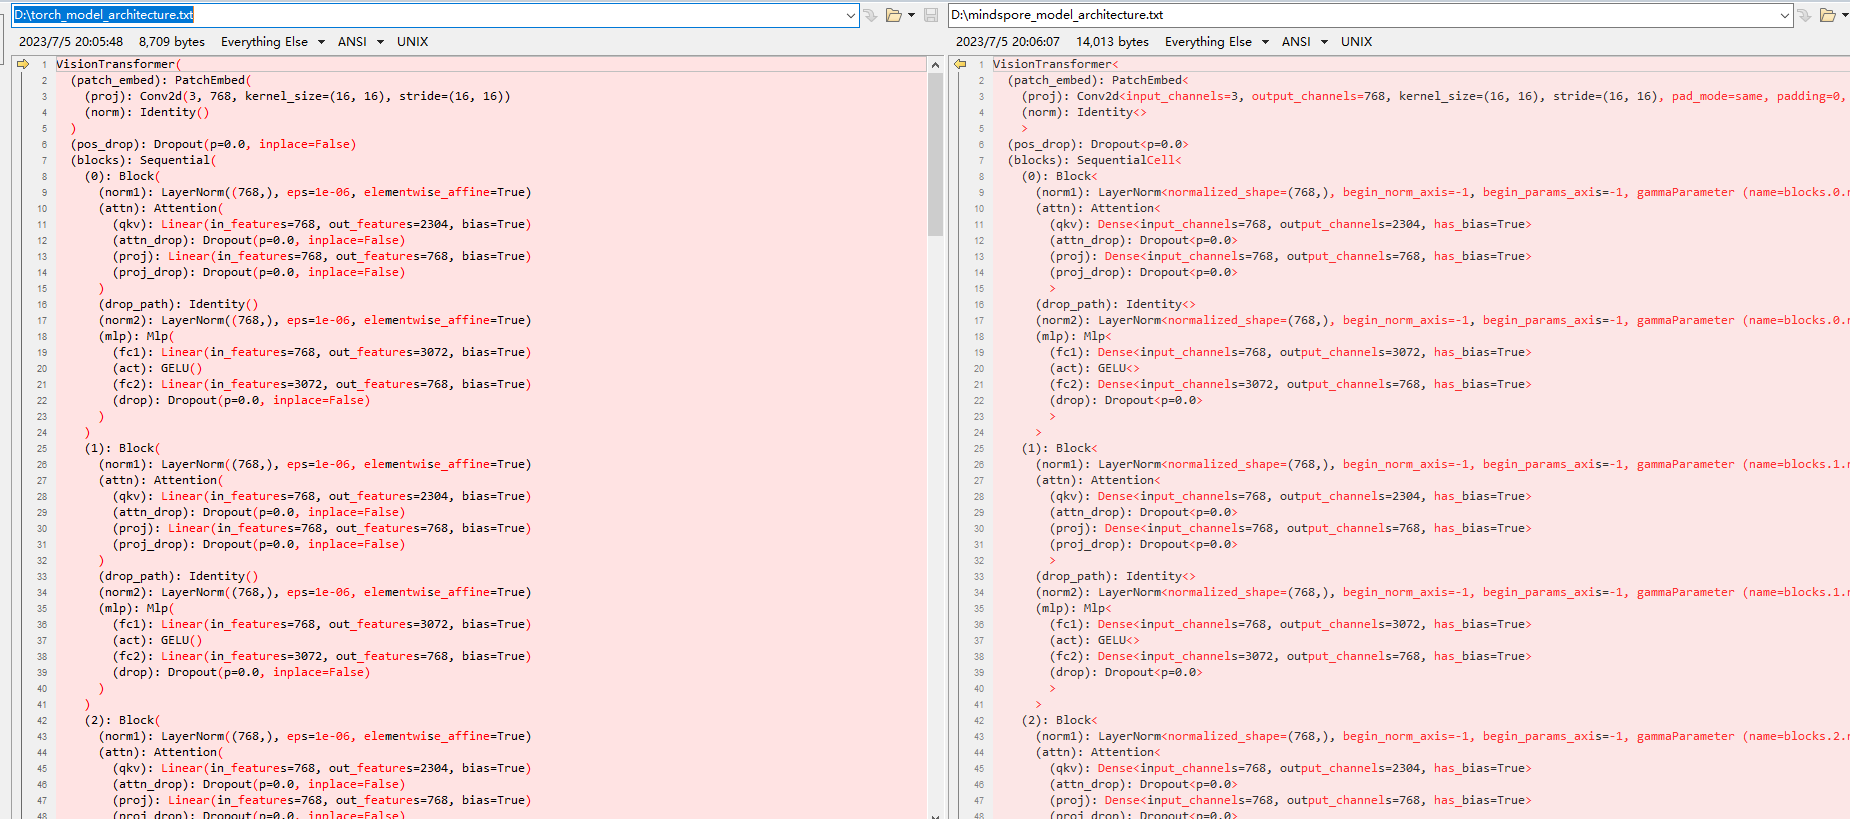 D:\torch_model_architecture.txt
2023/7/5 20:05:48 8,709 bytes Everything Else ANSI UNIX
1 VisionTransformer(
2 (patch_embed): PatchEmbed(
3 (proj): Conv2d(3, 768, kernel_size=(16, 16), stride=(16, 16))
4 (norm): Identity()
5 )
6 (pos_drop): Dropout(p=0.0, inplace=False)
7 (blocks): Sequential(
8 (0): Block(
9 (norm1): LayerNorm((768,), eps=1e-06, elementwise_affine=True)
10 (attn): Attention(
11 (qkv): Linear(in_features=768, out_features=2304, bias=True)
12 (attn_drop): Dropout(p=0.0, inplace=False)
13 (proj): Linear(in_features=768, out_features=768, bias=True)
14 (proj_drop): Dropout(p=0.0, inplace=False)
15 )
16 (drop_path): Identity()
17 (norm2): LayerNorm((768,), eps=1e-06, elementwise_affine=True)
18 (mlp): Mlp(
19 (fc1): Linear(in_features=768, out_features=3072, bias=True)
20 (act): GELU()
21 (fc2): Linear(in_features=3072, out_features=768, bias=True)
22 (drop): Dropout(p=0.0, inplace=False)
23 )
24 )
25 (1): Block(
26 (norm1): LayerNorm((768,), eps=1e-06, elementwise_affine=True)
27 (attn): Attention(
28 (qkv): Linear(in_features=768, out_features=2304, bias=True)
29 (attn_drop): Dropout(p=0.0, inplace=False)
30 (proj): Linear(in_features=768, out_features=768, bias=True)
31 (proj_drop): Dropout(p=0.0, inplace=False)
32 )
33 (drop_path): Identity()
34 (norm2): LayerNorm((768,), eps=1e-06, elementwise_affine=True)
35 (mlp): Mlp(
36 (fc1): Linear(in_features=768, out_features=3072, bias=True)
37 (act): GELU()
38 (fc2): Linear(in_features=3072, out_features=768, bias=True)
39 (drop): Dropout(p=0.0, inplace=False)
40 )
41 )
42 (2): Block(
43 (norm1): LayerNorm((768,), eps=1e-06, elementwise_affine=True)
44 (attn): Attention(
45 (qkv): Linear(in_features=768, out_features=2304, bias=True)
46 (attn_drop): Dropout(p=0.0, inplace=False)
47 (proj): Linear(in_features=768, out_features=768, bias=True)
48 (proj_drop): Dropout(p=0.0, inplace=False)
D:\mindspore_model_architecture.txt
2023/7/5 20:06:07 14,013 bytes Everything Else ANSI UNIX
1 VisionTransformer<
2 (patch_embed): PatchEmbed<
3 (proj): Conv2d<input_channels=3, output_channels=768, kernel_size=(16, 16), stride=(16, 16), pad_mode=same, padding=0,
4 (norm): Identity<>
5 >
6 (pos_drop): Dropout<p=0.0>
7 (blocks): SequentialCell<
8 (0): Block<
9 (norm1): LayerNorm<normalized_shape=(768,), begin_norm_axis=-1, begin_params_axis=-1, gammaParameter (name=blocks.0.n
10 (attn): Attention<
11 (qkv): Dense<input_channels=768, output_channels=2304, has_bias=True>
12 (attn_drop): Dropout<p=0.0>
13 (proj): Dense<input_channels=768, output_channels=768, has_bias=True>
14 (proj_drop): Dropout<p=0.0>
15 >
16 (drop_path): Identity<>
17 (norm2): LayerNorm<normalized_shape=(768,), begin_norm_axis=-1, begin_params_axis=-1, gammaParameter (name=blocks.0.n
18 (mlp): Mlp<
19 (fc1): Dense<input_channels=768, output_channels=3072, has_bias=True>
20 (act): GELU<>
21 (fc2): Dense<input_channels=3072, output_channels=768, has_bias=True>
22 (drop): Dropout<p=0.0>
23 >
24 >
25 (1): Block<
26 (norm1): LayerNorm<normalized_shape=(768,), begin_norm_axis=-1, begin_params_axis=-1, gammaParameter (name=blocks.1.n
27 (attn): Attention<
28 (qkv): Dense<input_channels=768, output_channels=2304, has_bias=True>
29 (attn_drop): Dropout<p=0.0>
30 (proj): Dense<input_channels=768, output_channels=768, has_bias=True>
31 (proj_drop): Dropout<p=0.0>
32 >
33 (drop_path): Identity<>
34 (norm2): LayerNorm<normalized_shape=(768,), begin_norm_axis=-1, begin_params_axis=-1, gammaParameter (name=blocks.1.n
35 (mlp): Mlp<
36 (fc1): Dense<input_channels=768, output_channels=3072, has_bias=True>
37 (act): GELU<>
38 (fc2): Dense<input_channels=3072, output_channels=768, has_bias=True>
39 (drop): Dropout<p=0.0>
40 >
41 >
42 (2): Block<
43 (norm1): LayerNorm<normalized_shape=(768,), begin_norm_axis=-1, begin_params_axis=-1, gammaParameter (name=blocks.2.n
44 (attn): Attention<
45 (qkv): Dense<input_channels=768, output_channels=2304, has_bias=True>
46 (attn_drop): Dropout<p=0.0>
47 (proj): Dense<input_channels=768, output_channels=768, has_bias=True>
48 (proj_drop): Dropout<p=0.0>